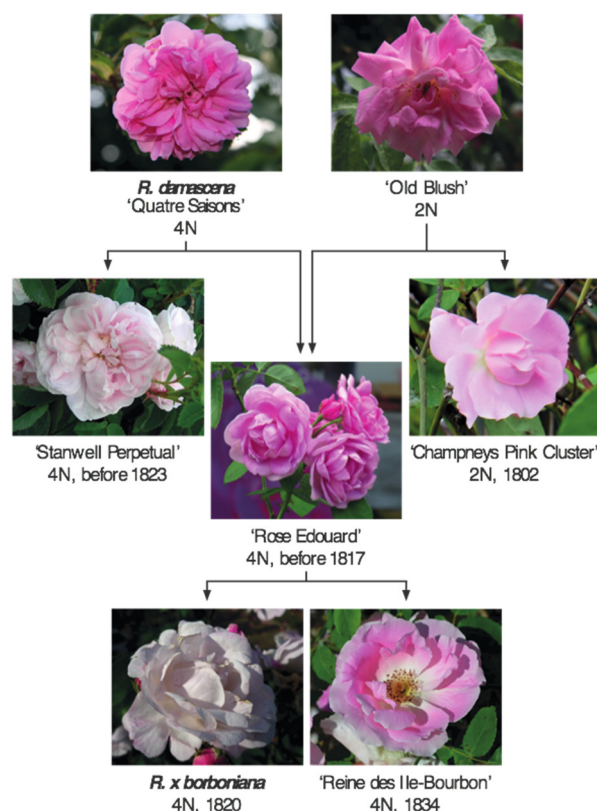 R. damascena
‘Quatre Saisons’
4N
‘Old Blush’
2N
‘Stanwell Perpetual’
4N, before 1823
‘Champneys Pink Cluster’
2N, 1802
‘Rose Edouard’
4N, before 1817
R. x borboniana
4N, 1820
‘Reine des Ile-Bourbon’
4N, 1834